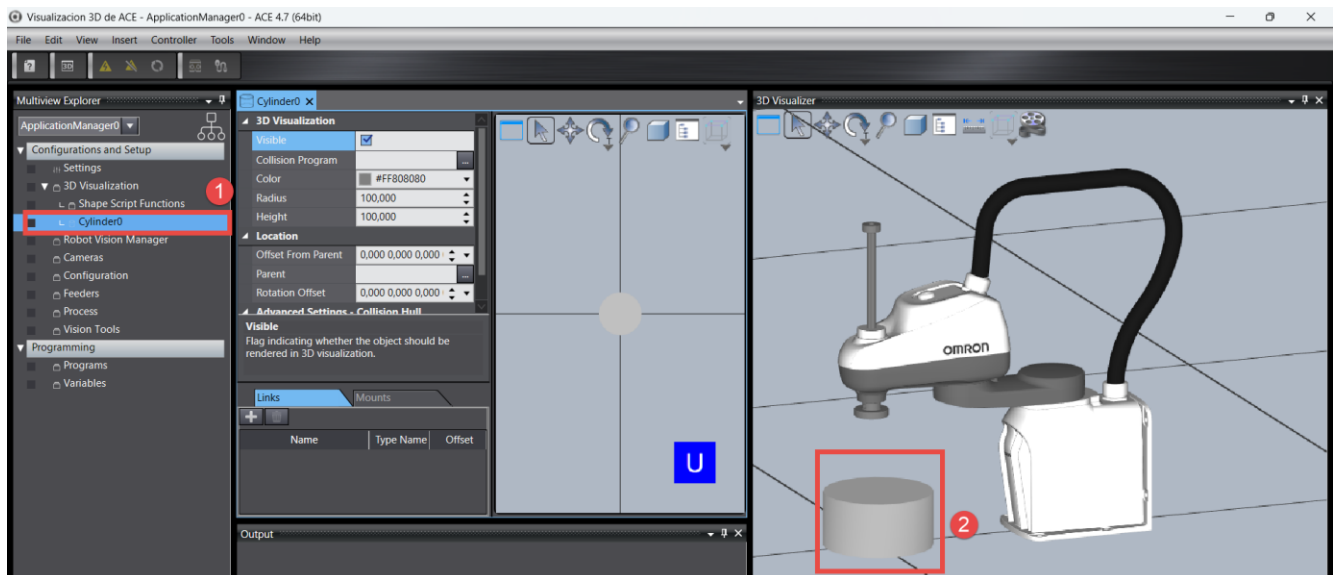 Visualizacion 3D de ACE - ApplicationManager0 - ACE 4.7 (64bit)
File Edit View Insert Controller Tools Window Help
Multiview Explorer
ApplicationManager0
Configurations and Setup
Settings
3D Visualization
Shape Script Functions
Cylinder0
Robot Vision Manager
Cameras
Configuration
Feeders
Process
Vision Tools
Programming
Programs
Variables
1
Cylinder0
3D Visualization
Visible
Collision Program
...
Color #FF808080
Radius 100,000
Height 100,000
Location
Offset From Parent 0,000 0,000 0,000
Parent
...
Rotation Offset 0,000 0,000 0,000
Advanced Settings - Collision Hull
Visible
Flag indicating whether the object should be
rendered in 3D visualization.
Links Mounts
Name Type Name Offset
U
Output
3D Visualizer
OMRON
2